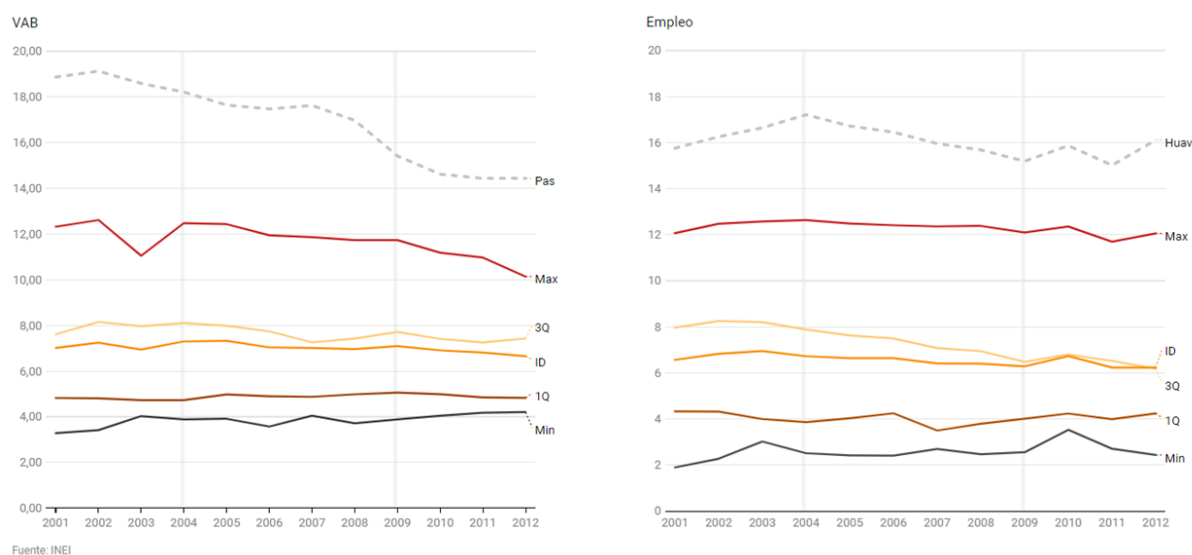 VAB
20,00
18,00
16,00
14,00
12,00
10,00
8,00
6,00
4,00
2,00
0,00
Pas
Max
3Q
ID
1Q
Min
2001 2002 2003 2004 2005 2006 2007 2008 2009 2010 2011 2012
Empleo
20
18
16
14
12
10
8
6
4
2
0
Huav
Max
ID
3Q
1Q
Min
2001 2002 2003 2004 2005 2006 2007 2008 2009 2010 2011 2012
Fuente: INEI